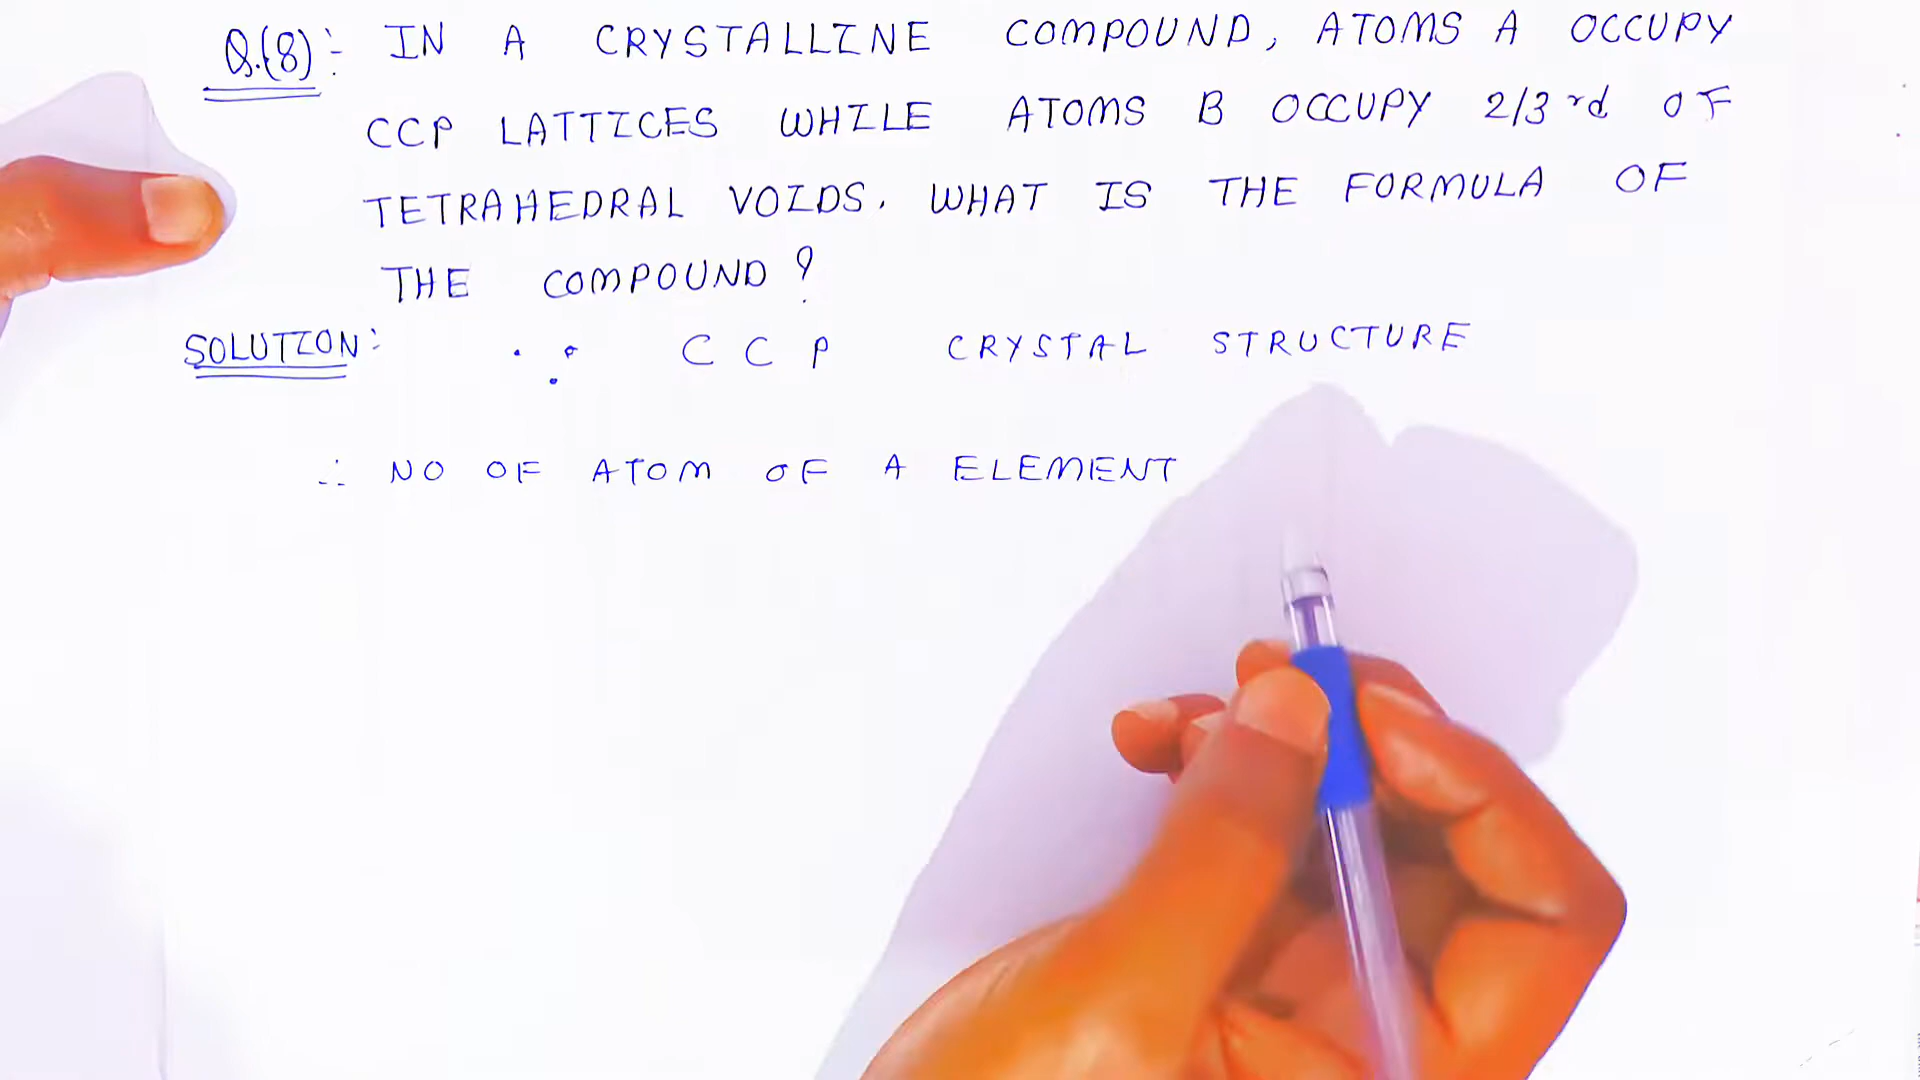 Q.(8):- IN A CRYSTALLINE COMPOUND, ATOMS A OCCUPY
CCP LATTICES WHILE ATOMS B OCCUPY 2/3rd OF
TETRAHEDRAL VOIDS. WHAT IS THE FORMULA OF
THE COMPOUND?
SOLUTION: ∵ CCP CRYSTAL STRUCTURE
∴ NO OF ATOM OF A ELEMENT